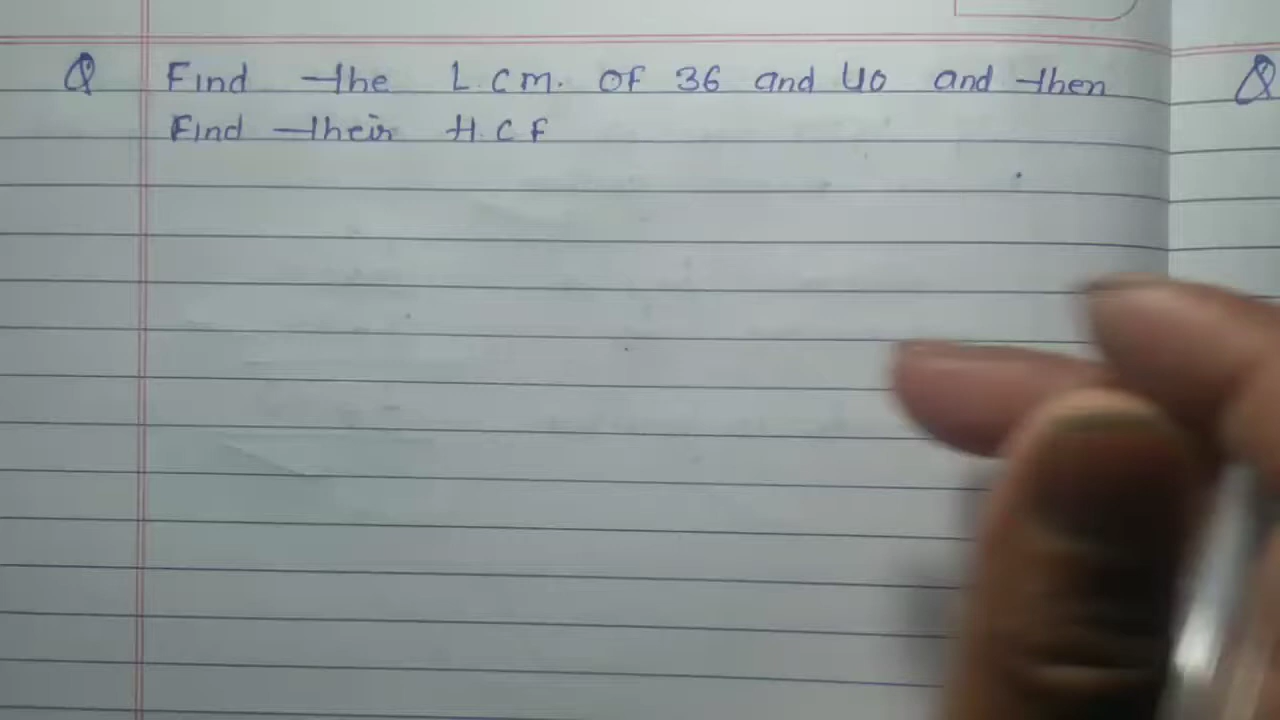 Q Find the L.C.M. OF 36 and 40 and then
Find their H.C.F
Q